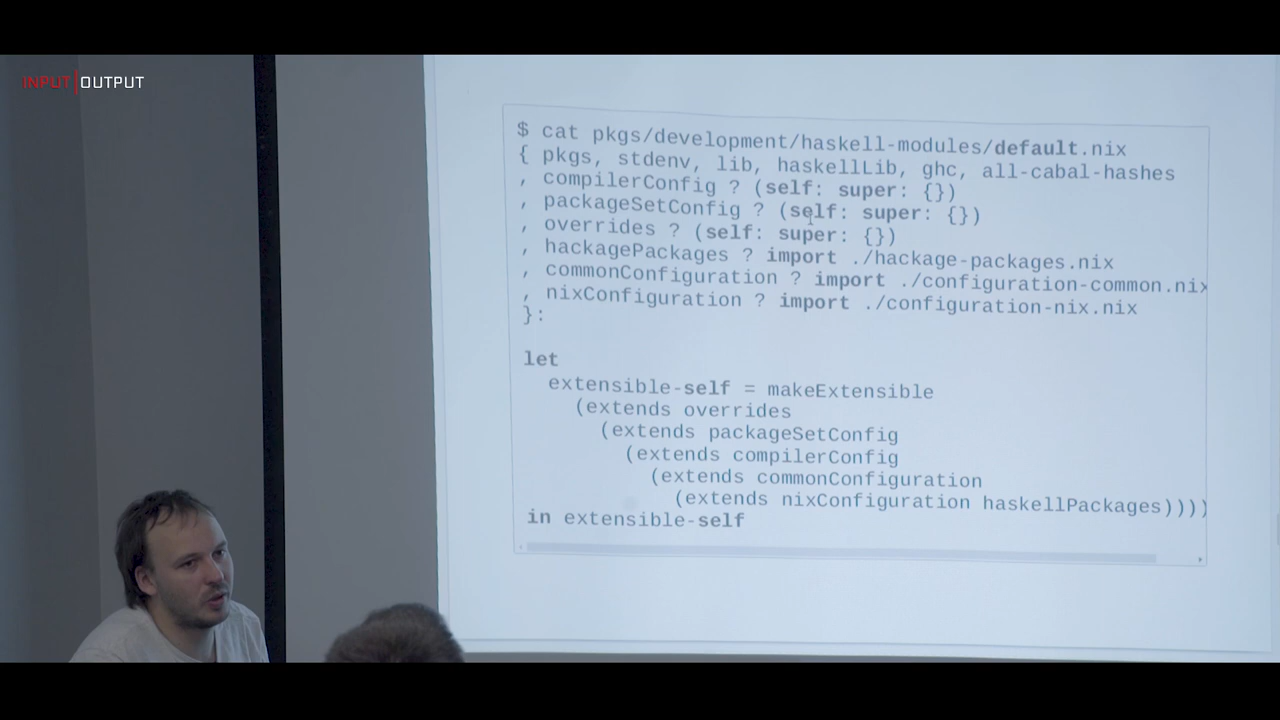 INPUT|OUTPUT
$ cat pkgs/development/haskell-modules/default.nix
{ pkgs, stdenv, lib, haskellLib, ghc, all-cabal-hashes
, compilerConfig ? (self: super: {})
, packageSetConfig ? (self: super: {})
, overrides ? (self: super: {})
, hackagePackages ? import ./hackage-packages.nix
, commonConfiguration ? import ./configuration-common.nix
, nixConfiguration ? import ./configuration-nix.nix
}:
let
extensible-self = makeExtensible
(extends overrides
(extends packageSetConfig
(extends compilerConfig
(extends commonConfiguration
(extends nixConfiguration haskellPackages))))
in extensible-self